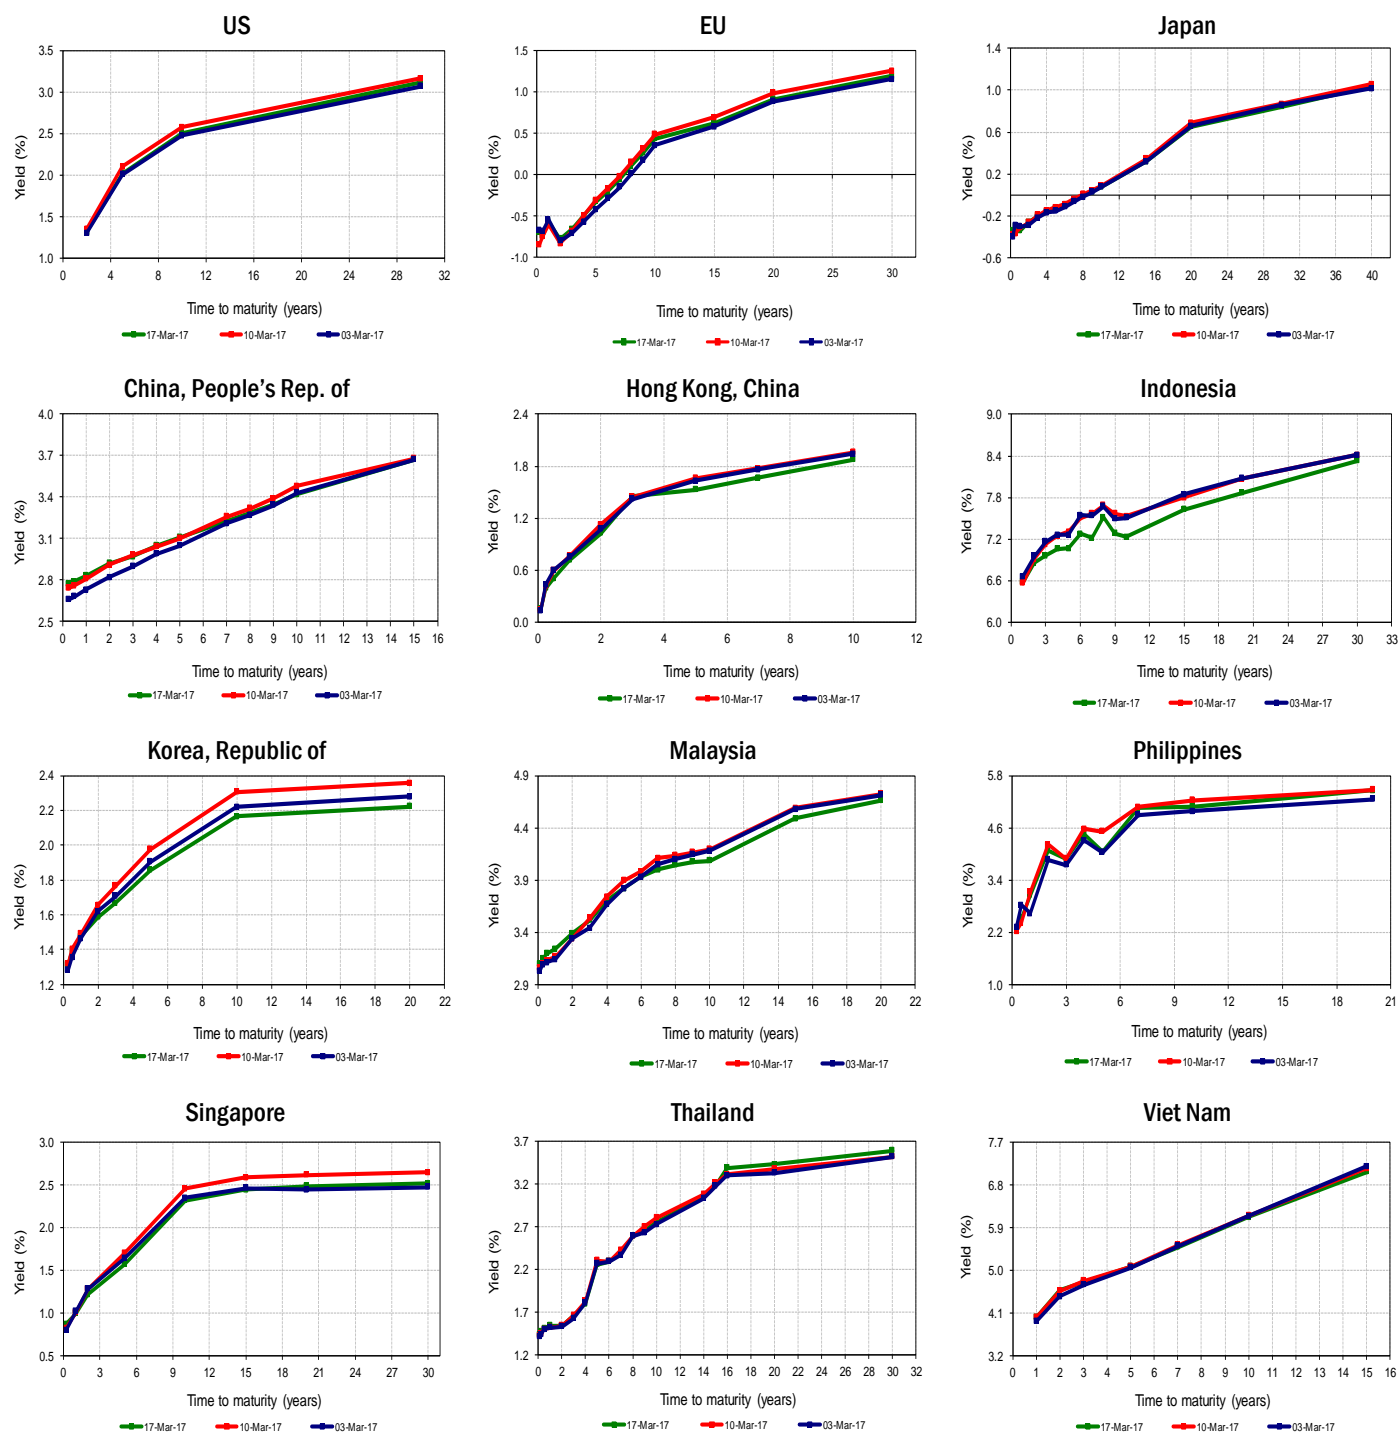 US
EU
Japan
3.5
3.0
2.5
2.0
1.5
1.0
Yield (%)
0 4 8 12 16 20 24 28 32
Time to maturity (years)
17-Mar-17 10-Mar-17 03-Mar-17
1.5
1.0
0.5
0.0
-0.5
-1.0
Yield (%)
0 5 10 15 20 25 30
Time to maturity (years)
17-Mar-17 10-Mar-17 03-Mar-17
1.4
1.0
0.6
0.2
-0.2
-0.6
Yield (%)
0 4 8 12 16 20 24 28 32 36 40
Time to maturity (years)
17-Mar-17 10-Mar-17 03-Mar-17
China, People's Rep. of
Hong Kong, China
Indonesia
4.0
3.7
3.4
3.1
2.8
2.5
Yield (%)
0 1 2 3 4 5 6 7 8 9 10 11 12 13 14 15 16
Time to maturity (years)
17-Mar-17 10-Mar-17 03-Mar-17
2.4
1.8
1.2
0.6
0.0
Yield (%)
0 2 4 6 8 10 12
Time to maturity (years)
17-Mar-17 10-Mar-17 03-Mar-17
9.0
8.4
7.8
7.2
6.6
6.0
Yield (%)
0 3 6 9 12 15 18 21 24 27 30 33
Time to maturity (years)
17-Mar-17 10-Mar-17 03-Mar-17
Korea, Republic of
Malaysia
Philippines
2.4
2.2
2.0
1.8
1.6
1.4
1.2
Yield (%)
0 2 4 6 8 10 12 14 16 18 20 22
Time to maturity (years)
17-Mar-17 10-Mar-17 03-Mar-17
4.9
4.4
3.9
3.4
2.9
Yield (%)
0 2 4 6 8 10 12 14 16 18 20 22
Time to maturity (years)
17-Mar-17 10-Mar-17 03-Mar-17
5.8
4.6
3.4
2.2
1.0
Yield (%)
0 3 6 9 12 15 18 21
Time to maturity (years)
17-Mar-17 10-Mar-17 03-Mar-17
Singapore
Thailand
Viet Nam
3.0
2.5
2.0
1.5
1.0
0.5
Yield (%)
0 3 6 9 12 15 18 21 24 27 30
Time to maturity (years)
17-Mar-17 10-Mar-17 03-Mar-17
3.7
3.2
2.7
2.2
1.7
1.2
Yield (%)
0 2 4 6 8 10 12 14 16 18 20 22 24 26 28 30 32
Time to maturity (years)
17-Mar-17 10-Mar-17 03-Mar-17
7.7
6.8
5.9
5.0
4.1
3.2
Yield (%)
0 1 2 3 4 5 6 7 8 9 10 11 12 13 14 15 16
Time to maturity (years)
17-Mar-17 10-Mar-17 03-Mar-17